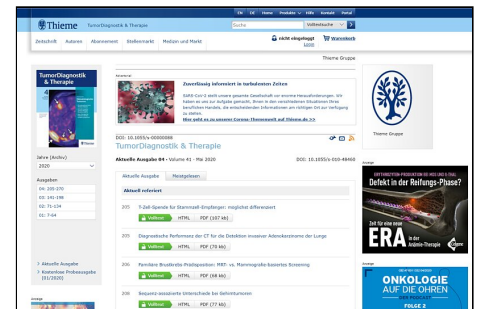 EN DE Home Produkte Hilfe Kontakt Portal
Thieme TumorDiagnostik & Therapie
Suche Volltextsuche
Zeitschrift Autoren Abonnement Stellenmarkt Medizin und Markt
nicht eingeloggt
Login
Warenkorb
Thieme Gruppe
TumorDiagnostik
& Therapie
Thieme
Jahre (Archiv)
2020
Ausgaben
04: 205-270
03: 141-198
02: 71-134
01: 7-64
> Aktuelle Ausgabe
> Kostenlose Probeausgabe
(01/2020)
Anzeige
Zuverlässig informiert in turbulenten Zeiten
SARS-CoV-2 stellt unsere gesamte Gesellschaft vor enorme Herausforderungen. Wir
haben es uns zur Aufgabe gemacht, Ihnen in den verschiedenen Situationen Ihres
beruflichen Handelns, die entscheidenden Informationen am richtigen Ort zur Verfügung
zu stellen.
Hier geht es zu unserer Corona-Themenwelt auf Thieme.de >>
DOI: 10.1055/s-00000088
TumorDiagnostik & Therapie
Aktuelle Ausgabe 04 · Volume 41 · Mai 2020
DOI: 10.1055/s-010-49460
Aktuelle Ausgabe Meistgelesen
Aktuell referiert
205 T-Zell-Spende für Stammzell-Empfänger: möglichst differenziert
Volltext HTML PDF (107 kb)
205 Diagnostische Performanz der CT für die Detektion invasiver Adenokarzinome der Lunge
Volltext HTML PDF (70 kb)
206 Familiäre Brustkrebs-Prädisposition: MRT- vs. Mammografie-basiertes Screening
Volltext HTML PDF (68 kb)
208 Sequenz-assoziierte Unterschiede bei Gehirntumoren
Volltext HTML PDF (77 kb)
Thieme Gruppe
Anzeige
Defekt in der Reifungs-Phase?
Zeit für eine neue
ERA in der
Anämie-Therapie
Celgene
Anzeige
ONKOLOGIE
AUF DIE OHREN
DER PODCAST
FOLGE 2